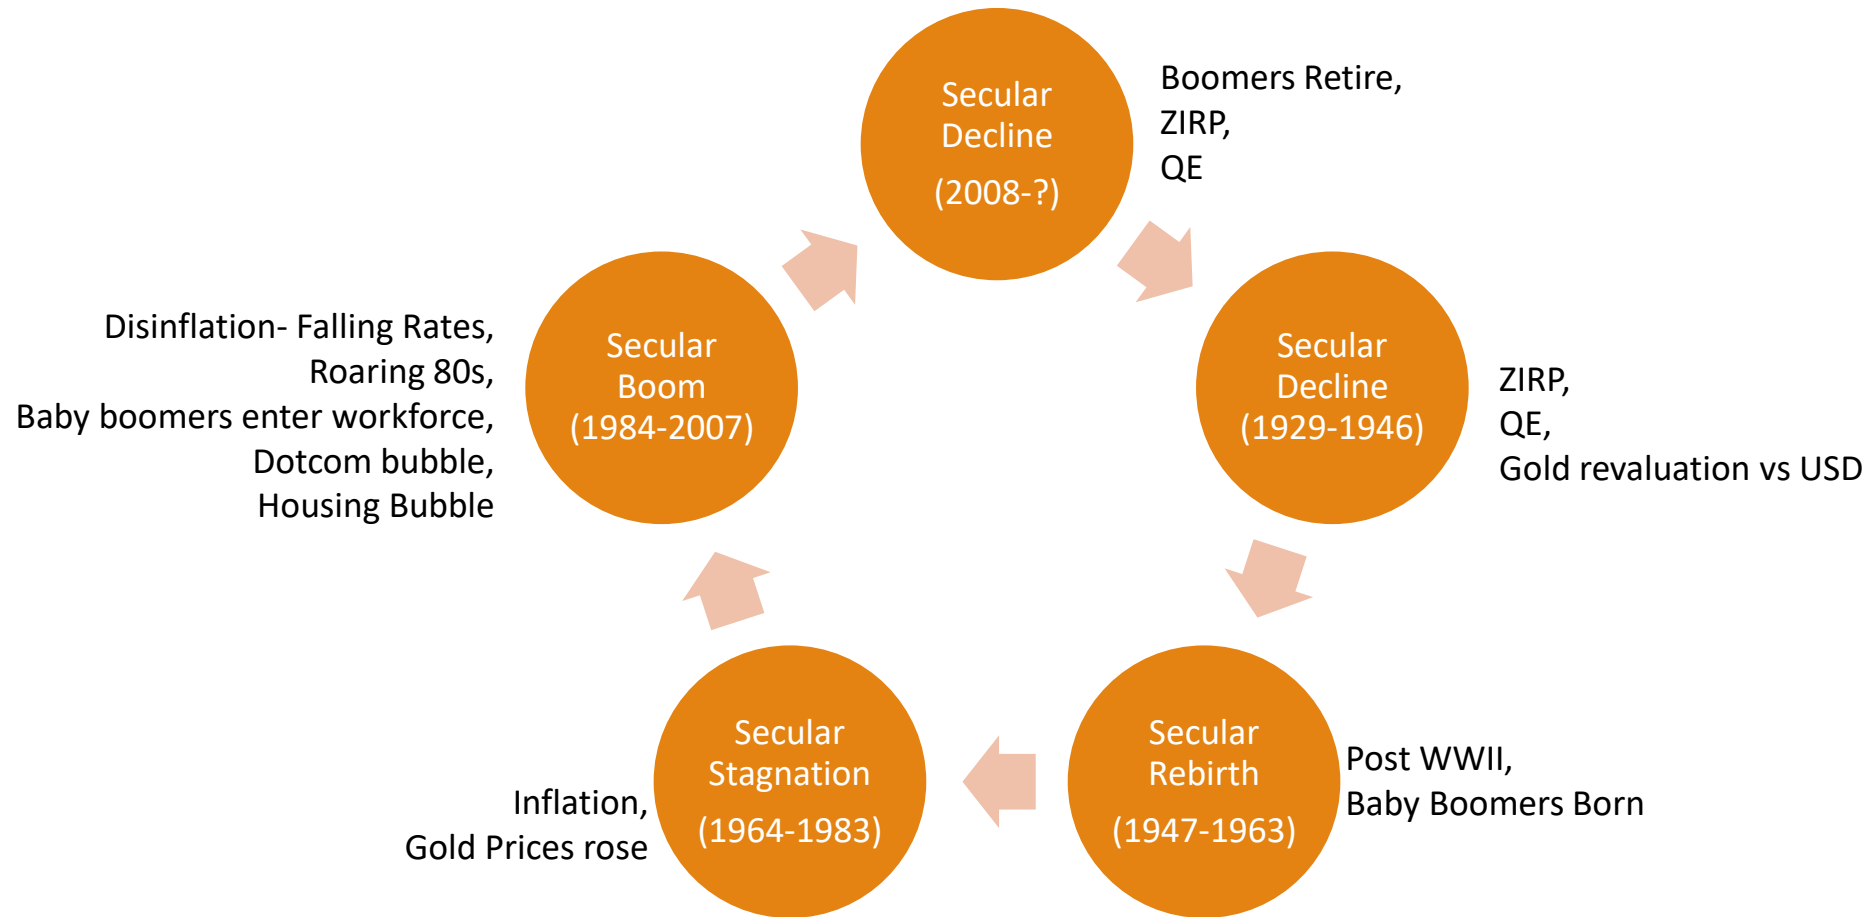 Secular
Decline
(2008-?)
Boomers Retire,
ZIRP,
QE
Secular
Decline
(1929-1946)
ZIRP,
QE,
Gold revaluation vs USD
Secular
Rebirth
(1947-1963)
Post WWII,
Baby Boomers Born
Secular
Stagnation
(1964-1983)
Inflation,
Gold Prices rose
Secular
Boom
(1984-2007)
Disinflation- Falling Rates,
Roaring 80s,
Baby boomers enter workforce,
Dotcom bubble,
Housing Bubble